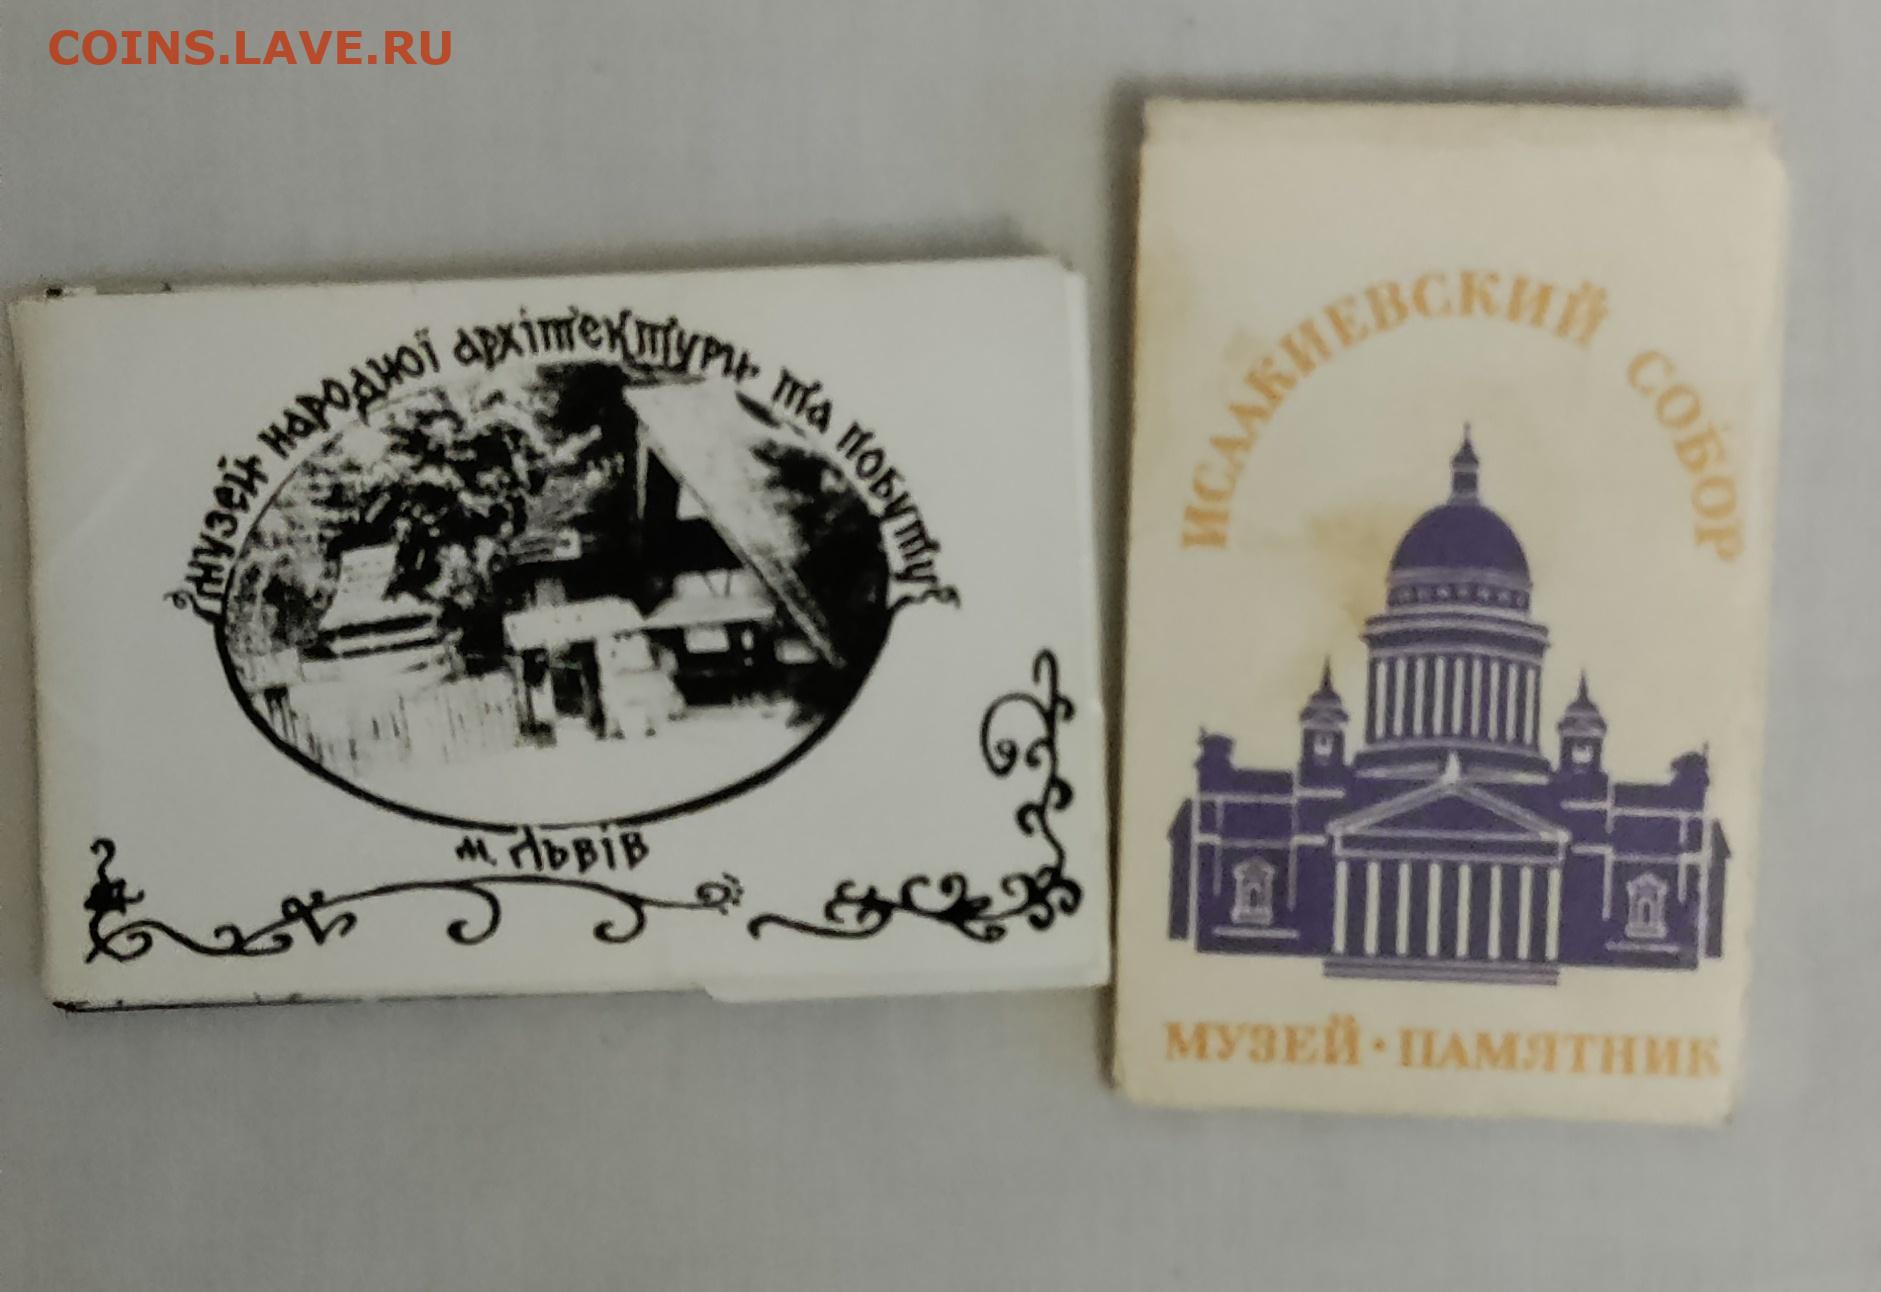 COINS.LAVE.RU
музей народної архітектури та побуту
м. Львів
ИСААКИЕВСКИЙ СОБОР
МУЗЕЙ·ПАМЯТНИК